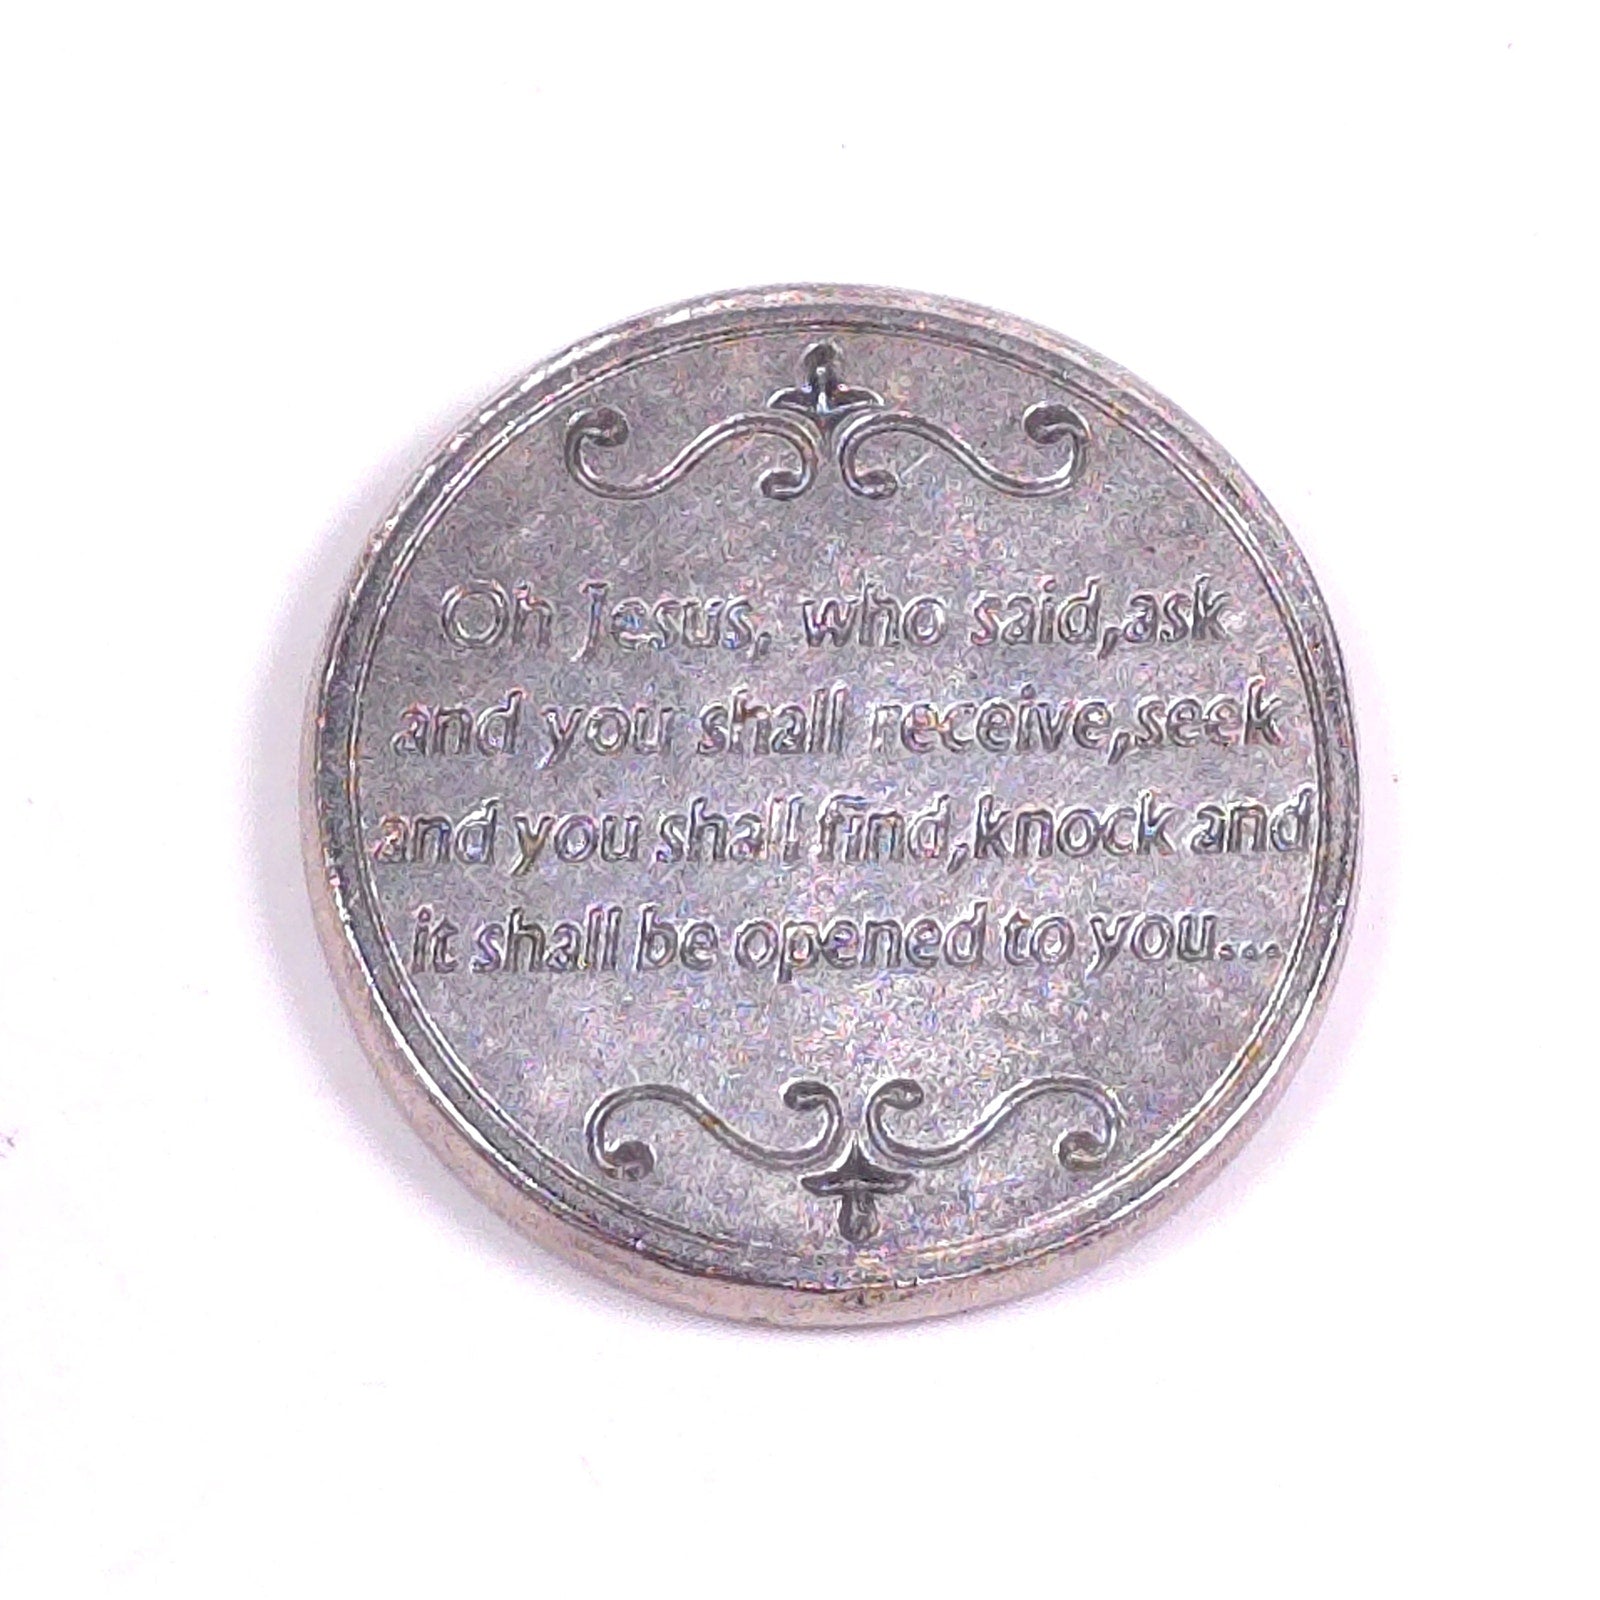 Oh Jesus, who said,ask
and you shall receive,seek
and you shall find,knock and
it shall be opened to you...